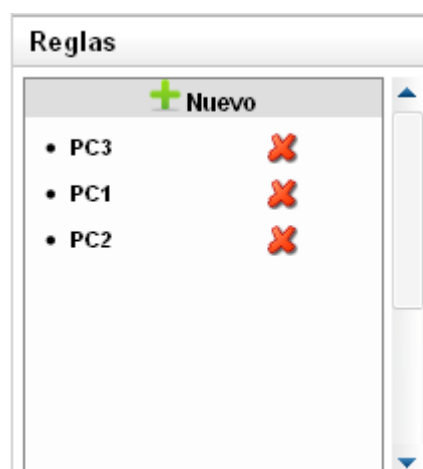 Reglas
Nuevo
• PC3
• PC1
• PC2